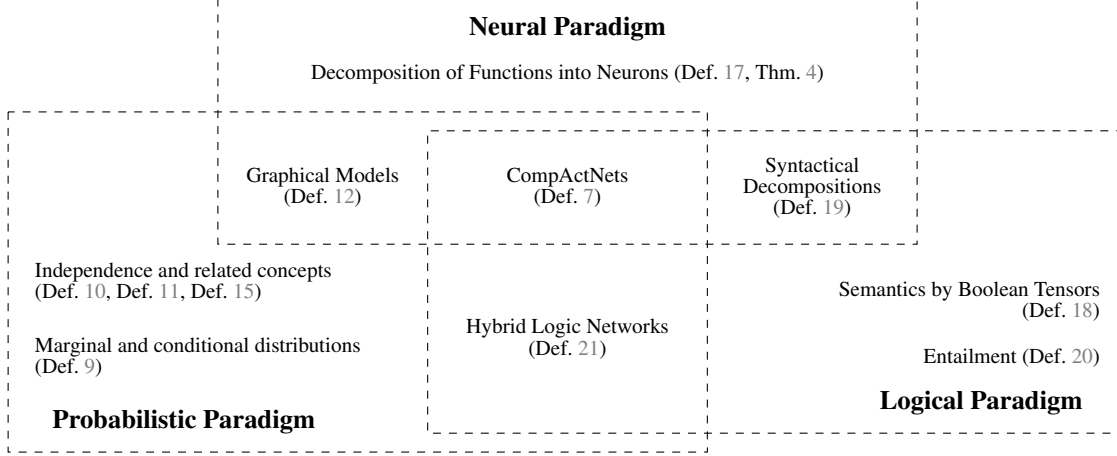 Neural Paradigm
Decomposition of Functions into Neurons (Def. 17, Thm. 4)
Graphical Models
(Def. 12)
CompActNets
(Def. 7)
Syntactical
Decompositions
(Def. 19)
Independence and related concepts
(Def. 10, Def. 11, Def. 15)
Marginal and conditional distributions
(Def. 9)
Probabilistic Paradigm
Hybrid Logic Networks
(Def. 21)
Semantics by Boolean Tensors
(Def. 18)
Entailment (Def. 20)
Logical Paradigm